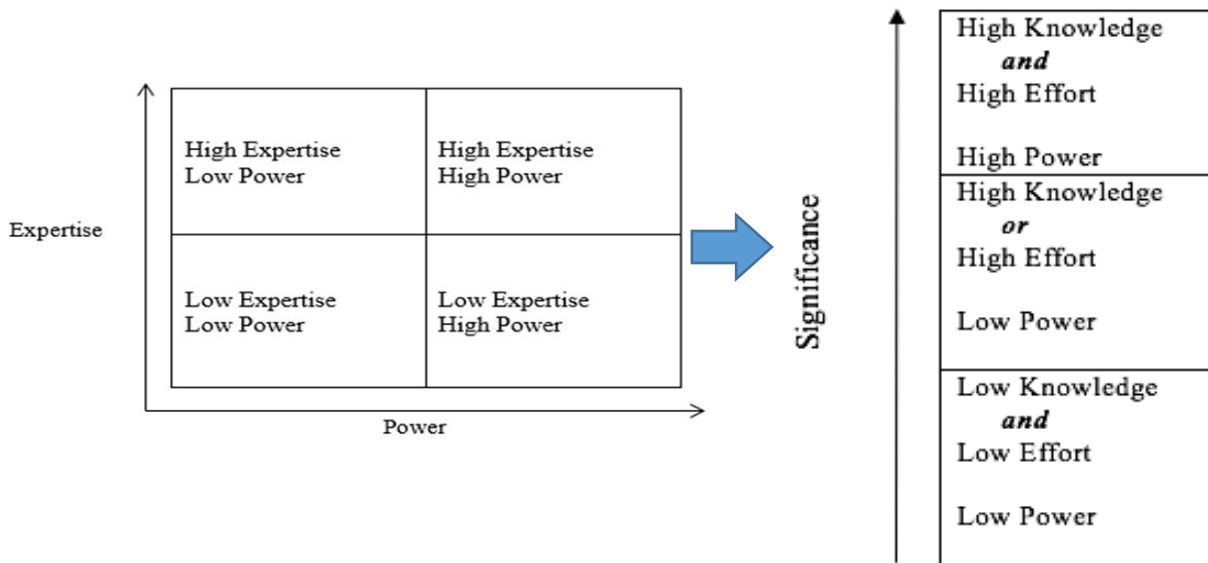 Expertise
High Expertise
Low Power
High Expertise
High Power
Low Expertise
Low Power
Low Expertise
High Power
Power
Significance
High Knowledge
and
High Effort
High Power
High Knowledge
or
High Effort
Low Power
Low Knowledge
and
Low Effort
Low Power